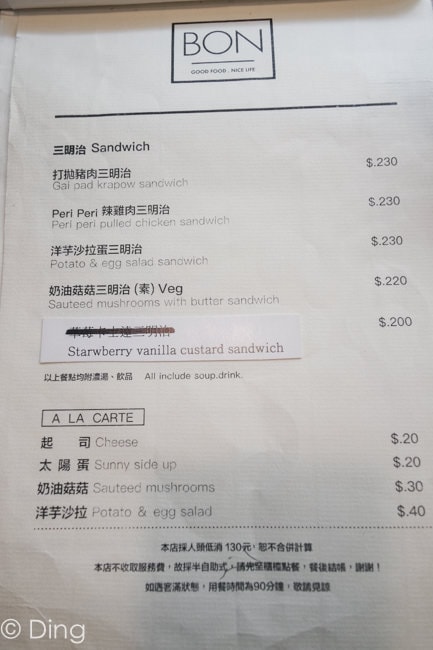 BON
GOOD FOOD . NICE LIFE
三明治 Sandwich
打拋豬肉三明治 $.230
Gai pad krapow sandwich
Peri Peri 辣雞肉三明治 $.230
Peri peri pulled chicken sandwich
洋芋沙拉蛋三明治 $.230
Potato & egg salad sandwich
奶油菇菇三明治 (素) Veg $.220
Sauteed mushrooms with butter sandwich
草莓卡士達三明治 $.200
Starwberry vanilla custard sandwich
以上餐點均附濃湯、飲品 All include soup.drink.
A LA CARTE
起 司 Cheese $.20
太 陽 蛋 Sunny side up $.20
奶油菇菇 Sauteed mushrooms $.30
洋芋沙拉 Potato & egg salad $.40
本店採人頭低消 130元，恕不合併計算
本店不收取服務費，故採半自助式，請先至櫃檯點餐，餐後結帳，謝謝！
如遇客滿狀態，用餐時間為90分鐘，敬請見諒
© Ding